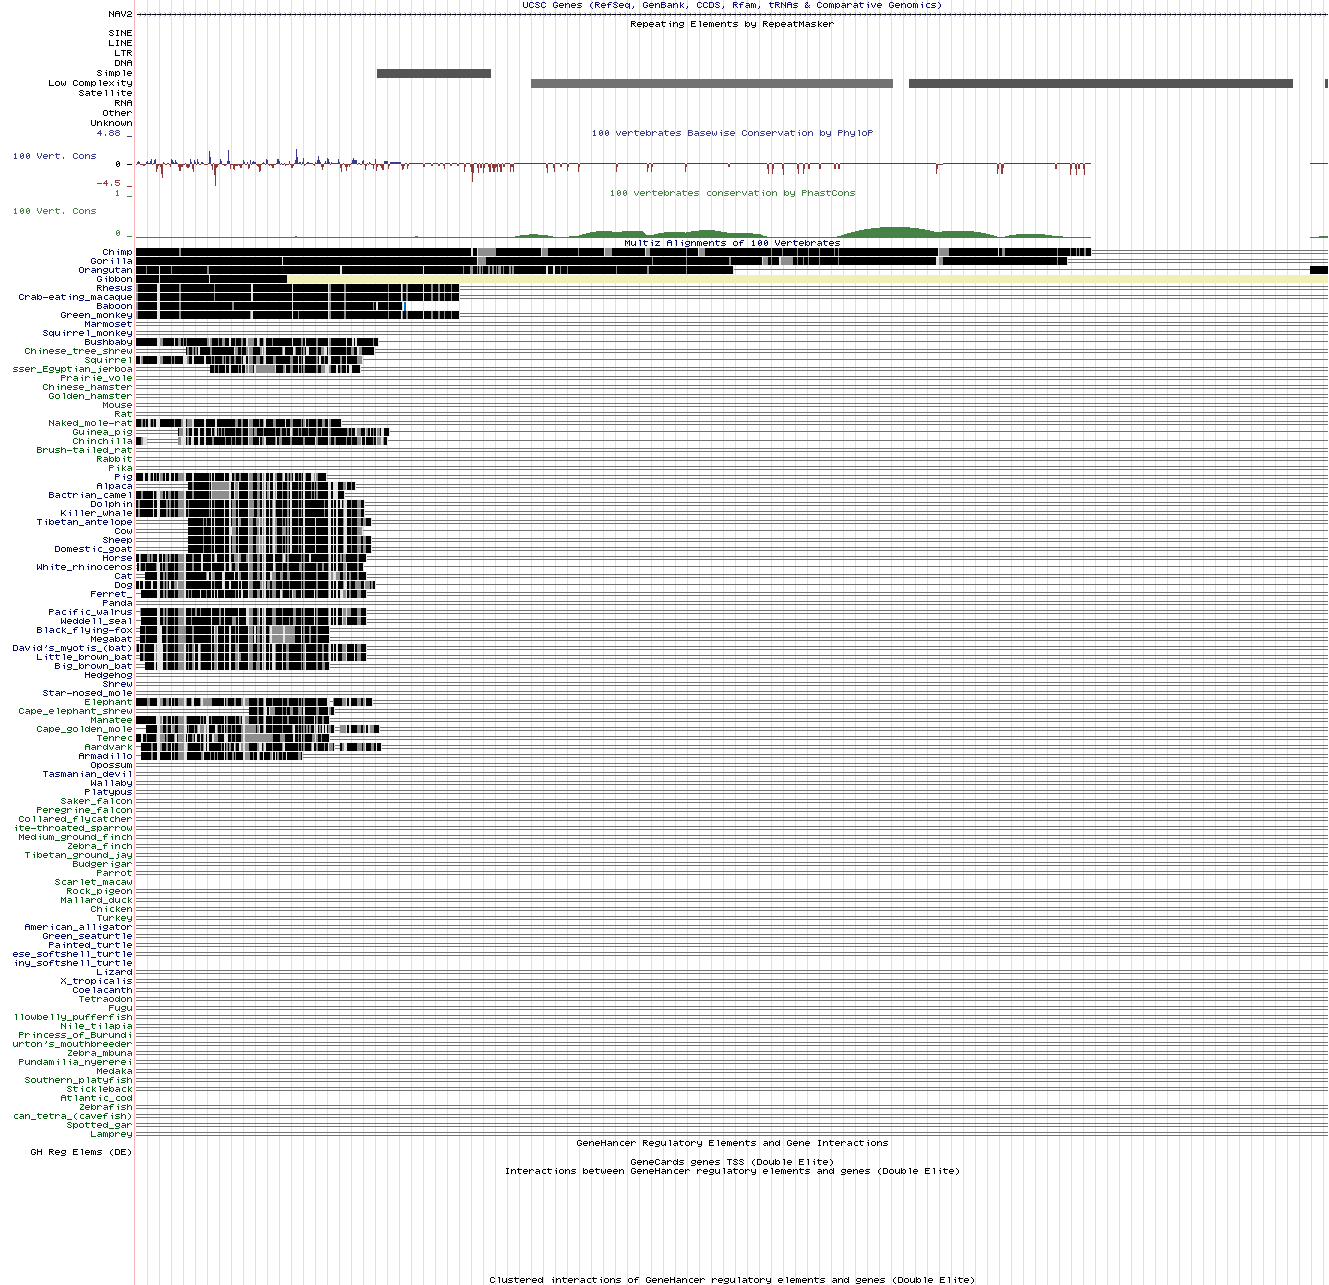 UCSC Genes (RefSeq, GenBank, CCDS, Rfam, tRNAs & Comparative Genomics)
NAV2
Repeating Elements by RepeatMasker
SINE
LINE
LTR
DNA
Simple
Low Complexity
Satellite
RNA
Other
Unknown
4.88 _
100 vertebrates Basewise Conservation by PhyloP
100 Vert. Cons
0 _
-4.5 _
100 vertebrates conservation by PhastCons
1 _
100 Vert. Cons
0 _
Multiz Alignments of 100 Vertebrates
Chimp
Gorilla
Orangutan
Gibbon
Rhesus
Crab-eating_macaque
Baboon
Green_monkey
Marmoset
Squirrel_monkey
Bushbaby
Chinese_tree_shrew
Squirrel
sser_Egyptian_jerboa
Prairie_vole
Chinese_hamster
Golden_hamster
Mouse
Rat
Naked_mole-rat
Guinea_pig
Chinchilla
Brush-tailed_rat
Rabbit
Pika
Pig
Alpaca
Bactrian_camel
Dolphin
Killer_whale
Tibetan_antelope
Cow
Sheep
Domestic_goat
Horse
White_rhinoceros
Cat
Dog
Ferret_
Panda
Pacific_walrus
Weddell_seal
Black_flying-fox
Megabat
David's_myotis_(bat)
Little_brown_bat
Big_brown_bat
Hedgehog
Shrew
Star-nosed_mole
Elephant
Cape_elephant_shrew
Manatee
Cape_golden_mole
Tenrec
Aardvark
Armadillo
Opossum
Tasmanian_devil
Wallaby
Platypus
Saker_falcon
Peregrine_falcon
Collared_flycatcher
ite-throated_sparrow
Medium_ground_finch
Zebra_finch
Tibetan_ground_jay
Budgerigar
Parrot
Scarlet_macaw
Rock_pigeon
Mallard_duck
Chicken
Turkey
American_alligator
Green_seaturtle
Painted_turtle
ese_softshell_turtle
iny_softshell_turtle
Lizard
X_tropicalis
Coelacanth
Tetraodon
Fugu
llowbelly_pufferfish
Nile_tilapia
Princess_of_Burundi
urton's_mouthbreeder
Zebra_mbuna
Pundamilia_nyererei
Medaka
Southern_platyfish
Stickleback
Atlantic_cod
Zebrafish
can_tetra_(cavefish)
Spotted_gar
Lamprey
GeneHancer Regulatory Elements and Gene Interactions
GH Reg Elems (DE)
GeneCards genes TSS (Double Elite)
Interactions between GeneHancer regulatory elements and genes (Double Elite)
Clustered interactions of GeneHancer regulatory elements and genes (Double Elite)